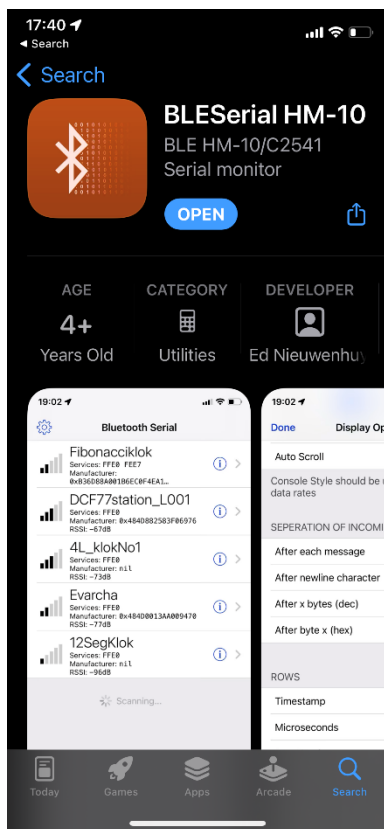 17:40
Search
Search
BLESerial HM-10
BLE HM-10/C2541
Serial monitor
OPEN
AGE
4+
Years Old
CATEGORY
Utilities
DEVELOPER
Ed Nieuwenhuy
19:02
Bluetooth Serial
Fibonacciklok
Services: FFE0 FEE7
Manufacturer:
0xB36D88A001B6EC0F4EA1…
DCF77station_L001
Services: FFE0
Manufacturer: 0x484D882583F06976
RSSI: -67dB
4L_klokNo1
Services: FFE0
Manufacturer: nil
RSSI: -73dB
Evarcha
Services: FFE0
Manufacturer: 0x484D0013AA009470
RSSI: -77dB
12SegKlok
Services: FFE0
Manufacturer: nil
RSSI: -96dB
Scanning...
19:02
Done
Display Op
Auto Scroll
Console Style should be
data rates
SEPERATION OF INCOMI
After each message
After newline character
After x bytes (dec)
After byte x (hex)
ROWS
Timestamp
Microseconds
Today
Games
Apps
Arcade
Search